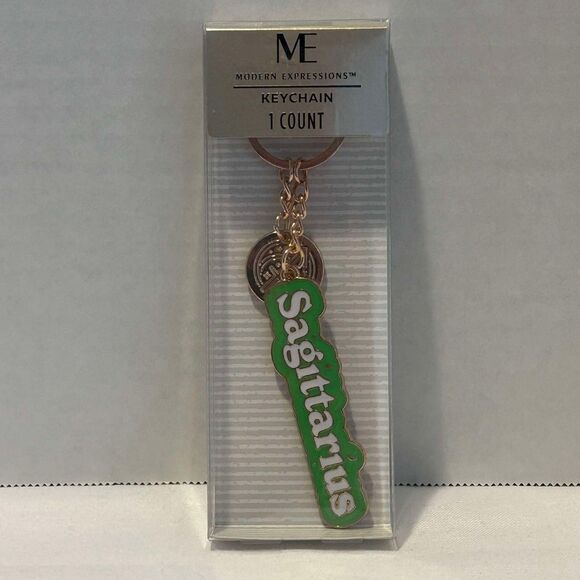 ME
MODERN EXPRESSIONS™
KEYCHAIN
1 COUNT
Sagittarius